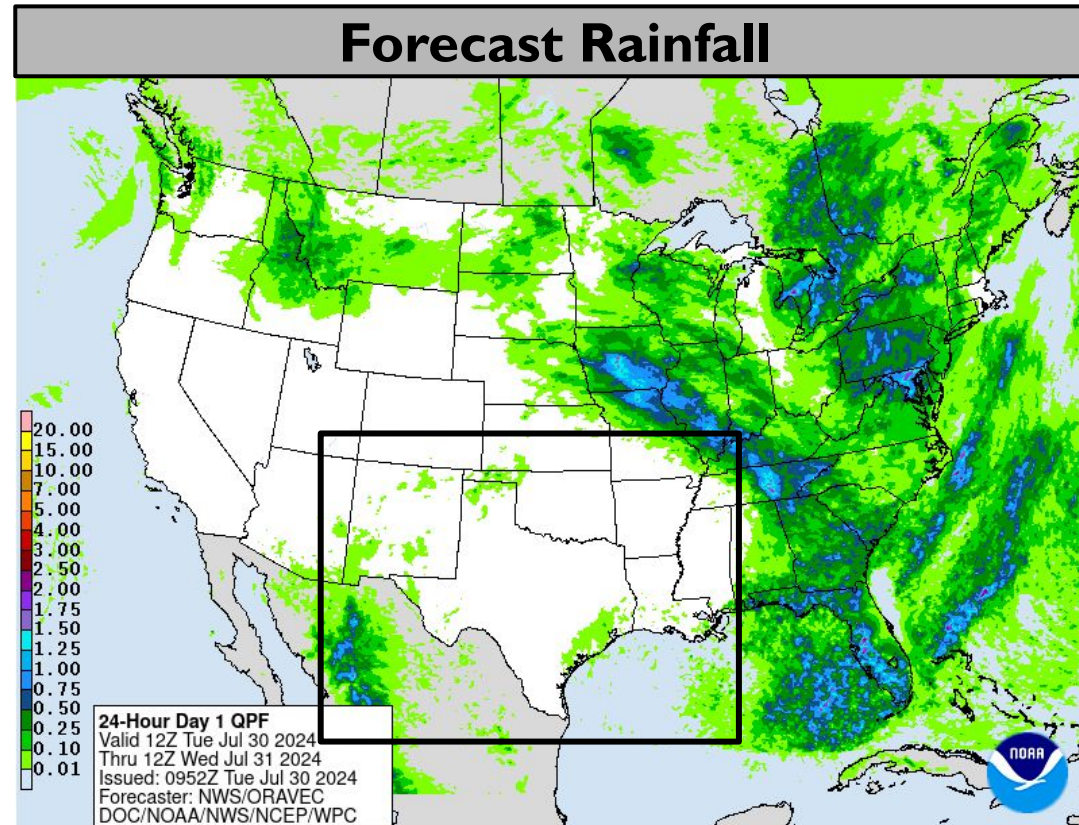 Forecast Rainfall
20.00
15.00
10.00
7.00
5.00
4.00
3.00
2.50
2.00
1.75
1.50
1.25
1.00
0.75
0.50
0.25
0.10
0.01
24-Hour Day 1 QPF
Valid 12Z Tue Jul 30 2024
Thru 12Z Wed Jul 31 2024
Issued: 0952Z Tue Jul 30 2024
Forecaster: NWS/ORAVEC
DOC/NOAA/NWS/NCEP/WPC
NOAA